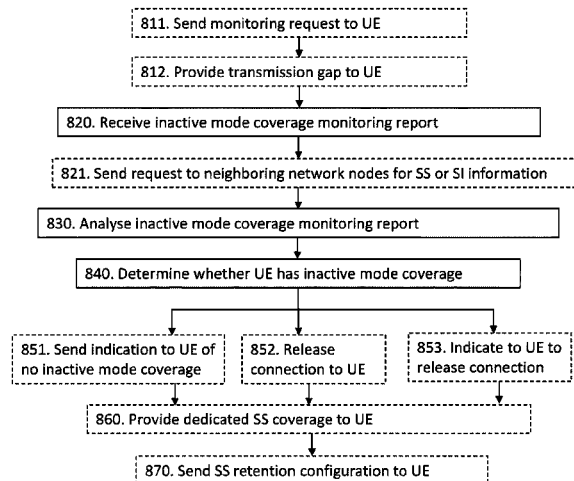 811. Send monitoring request to UE
812. Provide transmission gap to UE
820. Receive inactive mode coverage monitoring report
821. Send request to neighboring network nodes for SS or SI information
830. Analyse inactive mode coverage monitoring report
840. Determine whether UE has inactive mode coverage
851. Send indication to UE of
no inactive mode coverage
852. Release
connection to UE
853. Indicate to UE to
release connection
860. Provide dedicated SS coverage to UE
870. Send SS retention configuration to UE